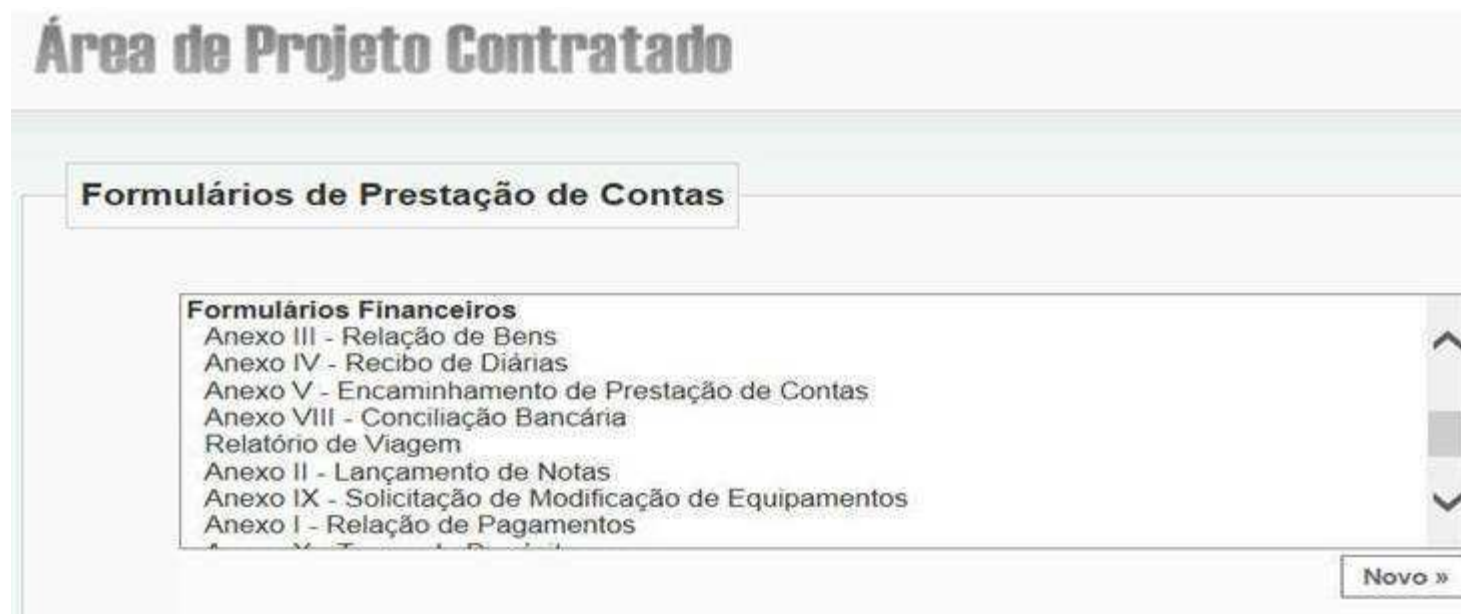 Área de Projeto Contratado
Formulários de Prestação de Contas
Formulários Financeiros
Anexo III - Relação de Bens
Anexo IV - Recibo de Diárias
Anexo V - Encaminhamento de Prestação de Contas
Anexo VIII - Conciliação Bancária
Relatório de Viagem
Anexo II - Lançamento de Notas
Anexo IX - Solicitação de Modificação de Equipamentos
Anexo I - Relação de Pagamentos
Novo »